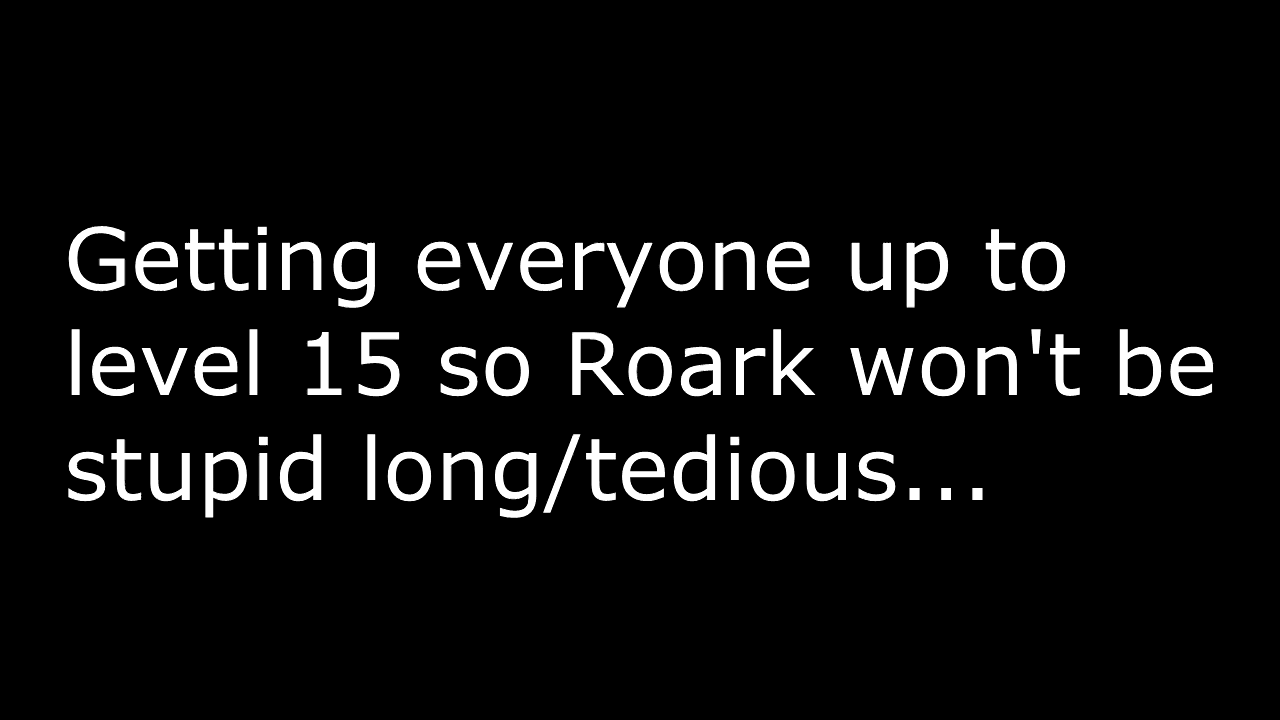 Getting everyone up to
level 15 so Roark won't be
stupid long/tedious...